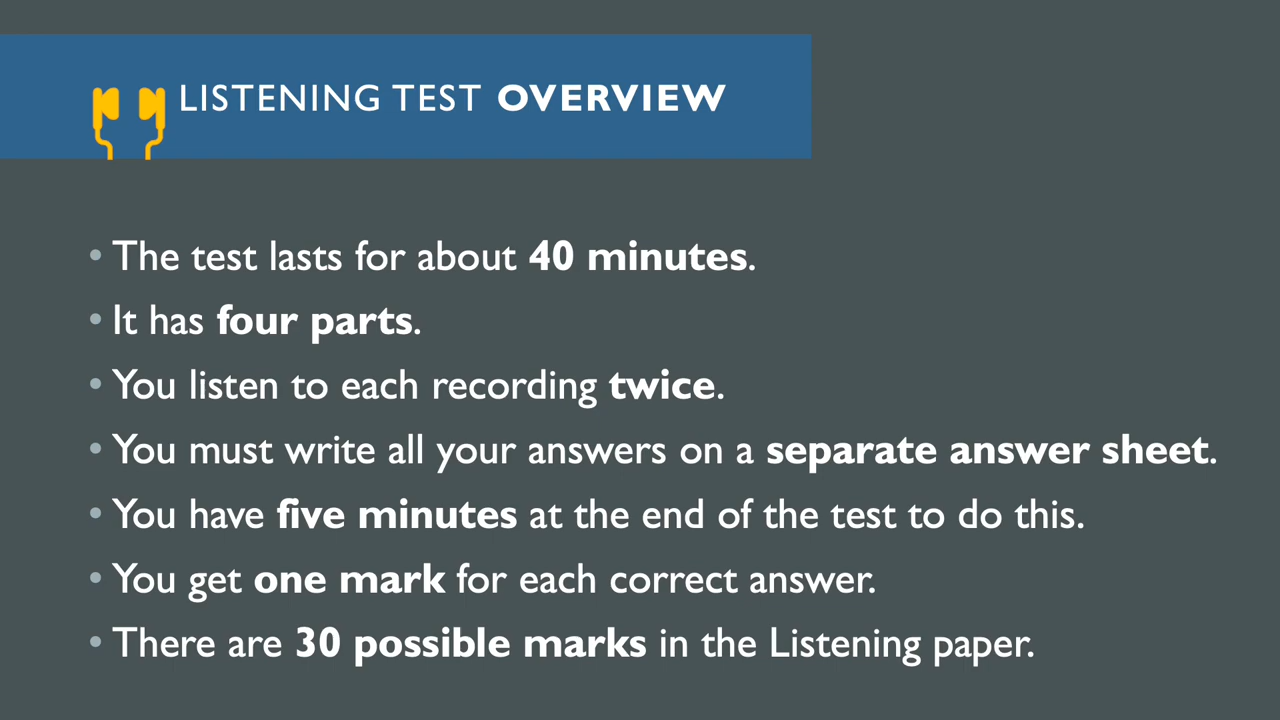 LISTENING TEST OVERVIEW
• The test lasts for about 40 minutes.
• It has four parts.
• You listen to each recording twice.
• You must write all your answers on a separate answer sheet.
• You have five minutes at the end of the test to do this.
• You get one mark for each correct answer.
• There are 30 possible marks in the Listening paper.